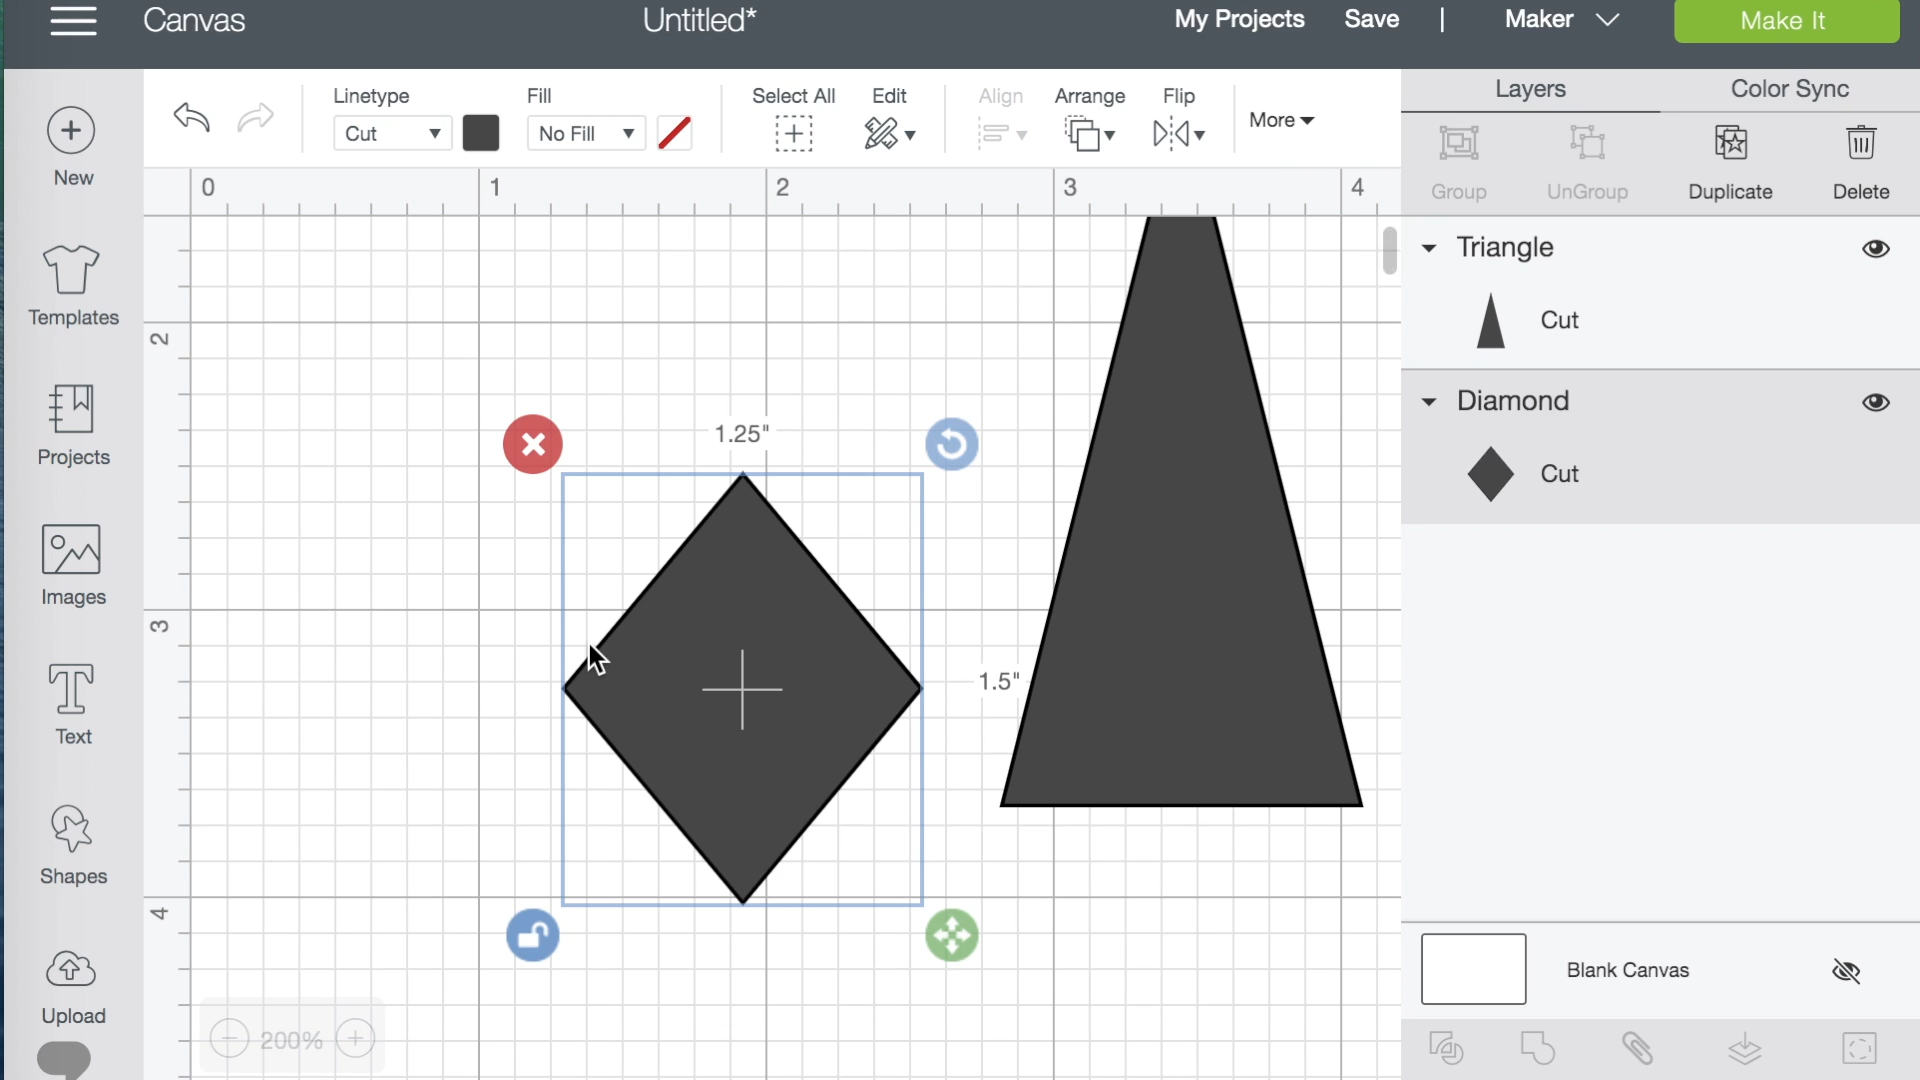 Canvas Untitled* My Projects Save | Maker Make It
Linetype Fill Select All Edit Align Arrange Flip
Cut No Fill More
Layers Color Sync
Group UnGroup Duplicate Delete
New
Templates
Projects
Images
Text
Shapes
Upload
0 1 2 3 4
2
3
4
1.25"
1.5"
200%
Triangle
Cut
Diamond
Cut
Blank Canvas